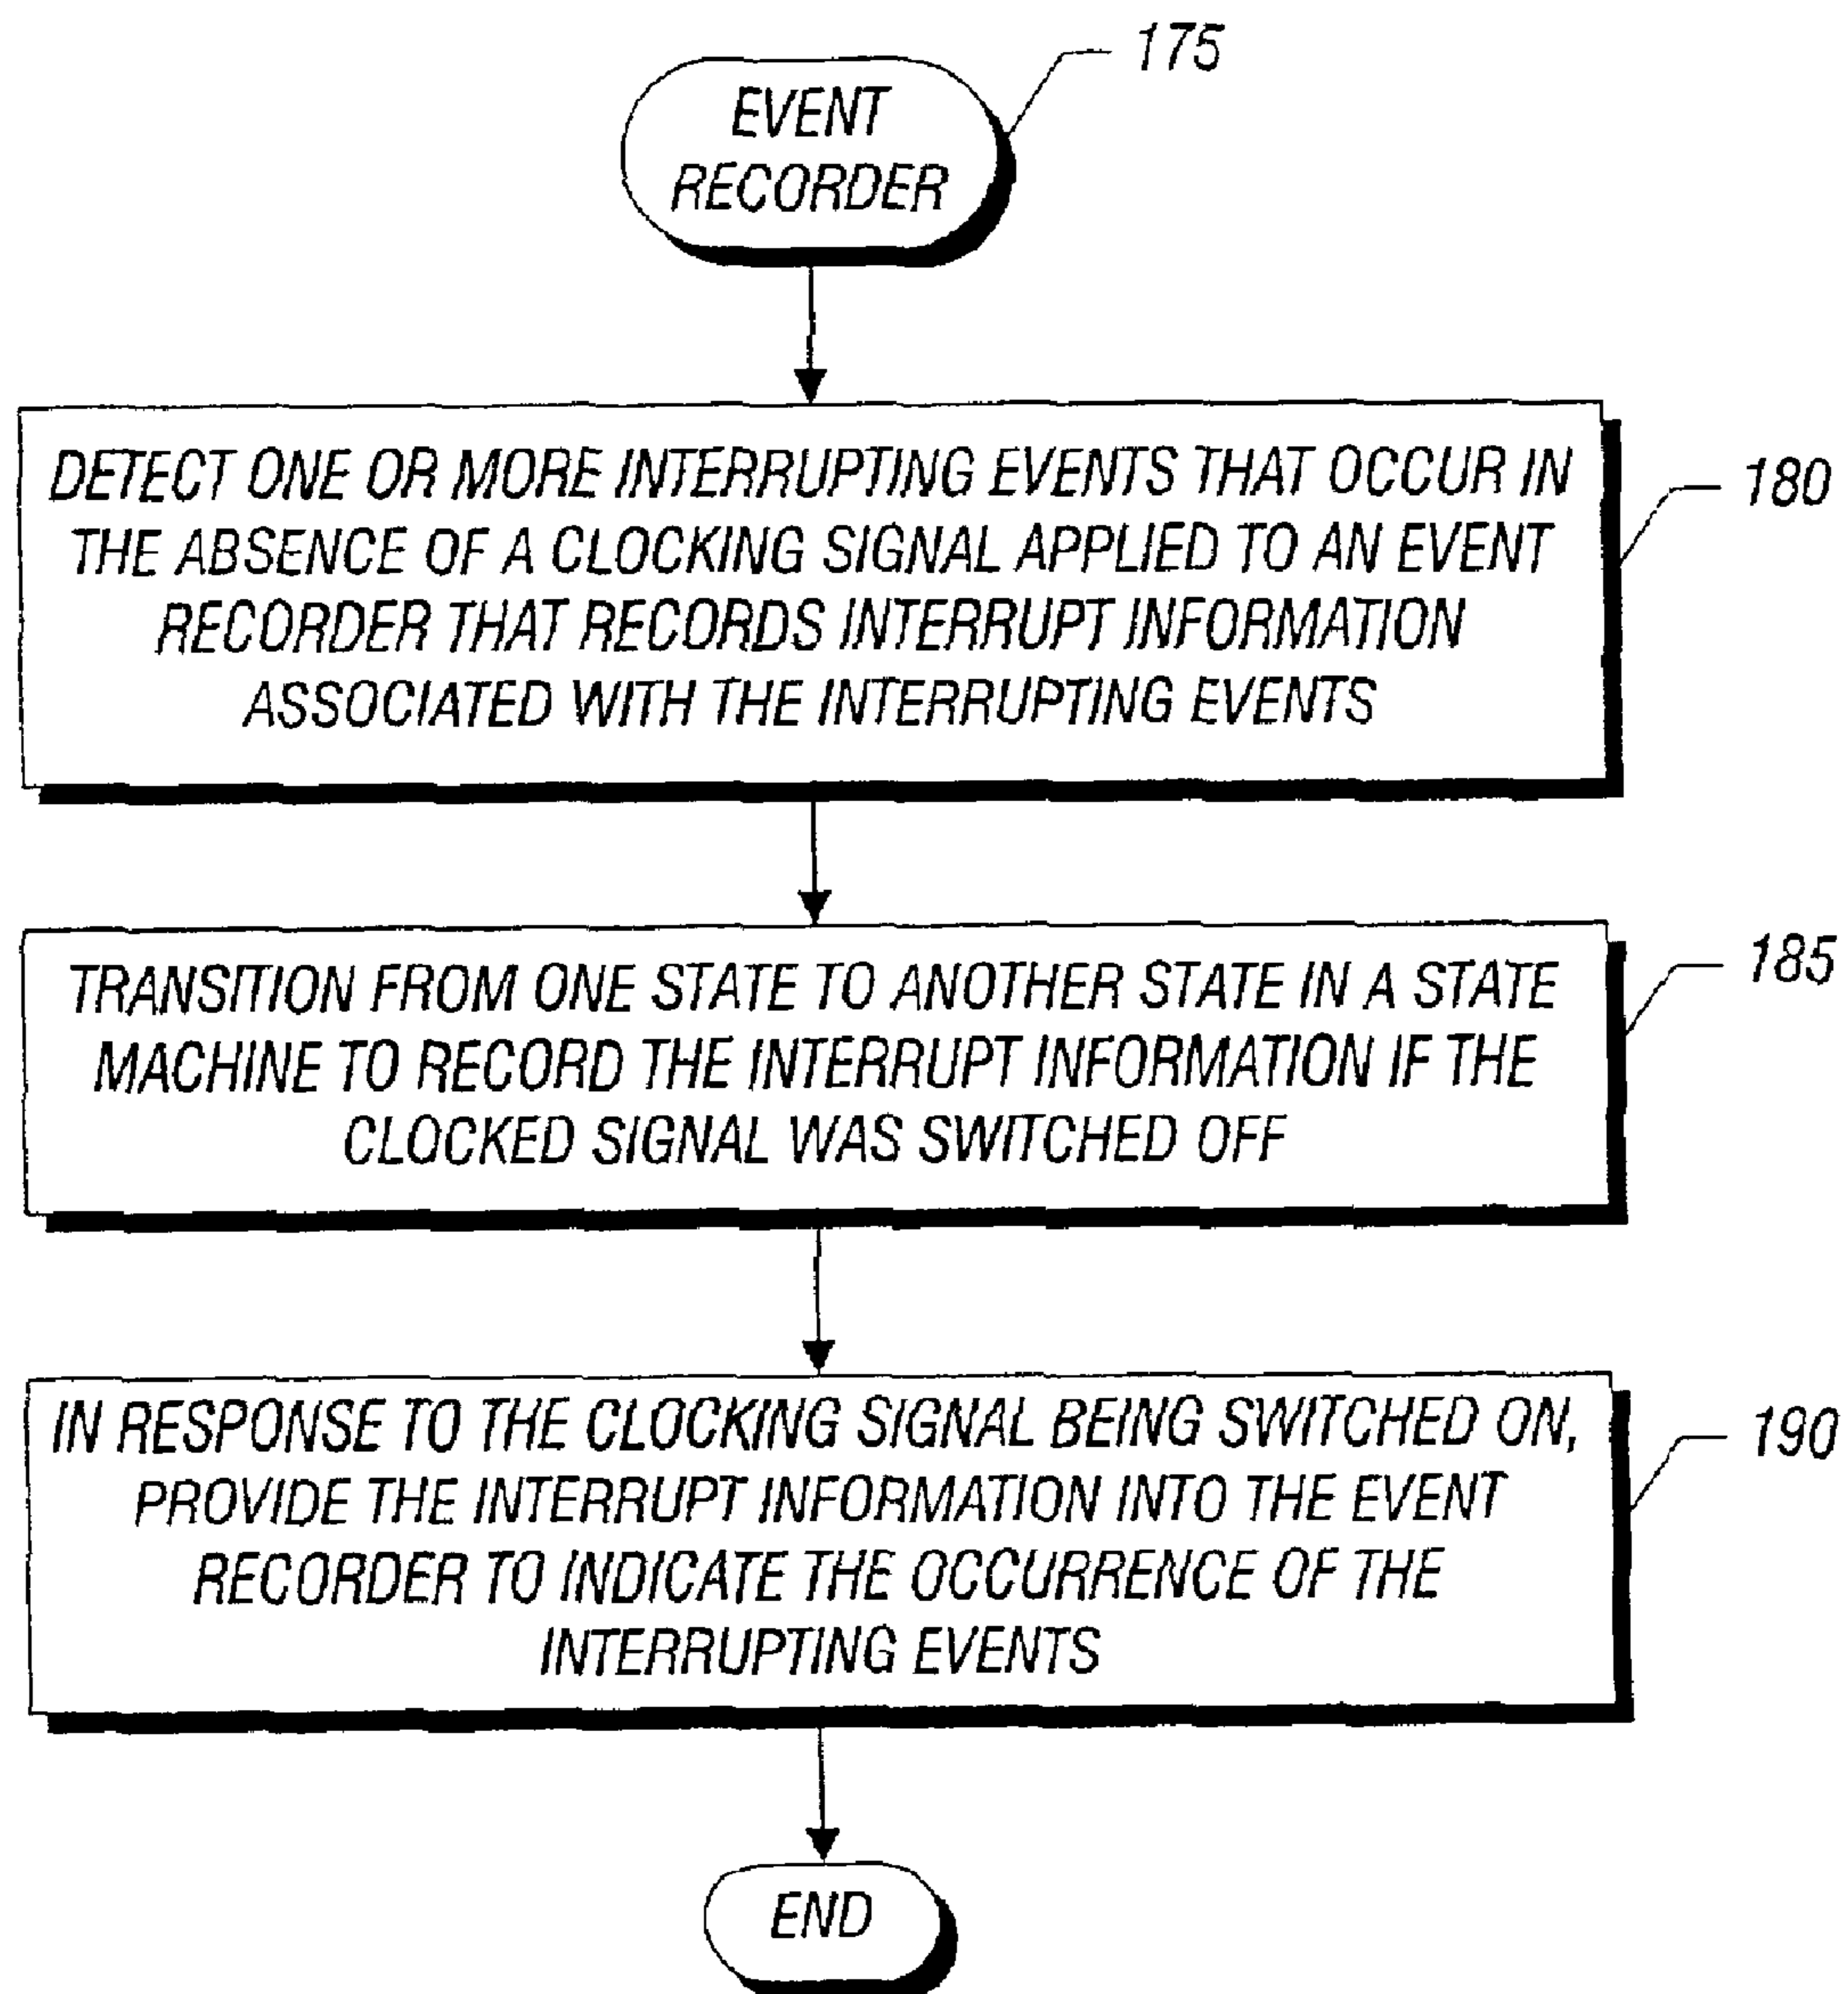 175
EVENT
RECORDER
DETECT ONE OR MORE INTERRUPTING EVENTS THAT OCCUR IN
THE ABSENCE OF A CLOCKING SIGNAL APPLIED TO AN EVENT
RECORDER THAT RECORDS INTERRUPT INFORMATION
ASSOCIATED WITH THE INTERRUPTING EVENTS
180
TRANSITION FROM ONE STATE TO ANOTHER STATE IN A STATE
MACHINE TO RECORD THE INTERRUPT INFORMATION IF THE
CLOCKED SIGNAL WAS SWITCHED OFF
185
IN RESPONSE TO THE CLOCKING SIGNAL BEING SWITCHED ON,
PROVIDE THE INTERRUPT INFORMATION INTO THE EVENT
RECORDER TO INDICATE THE OCCURRENCE OF THE
INTERRUPTING EVENTS
190
END